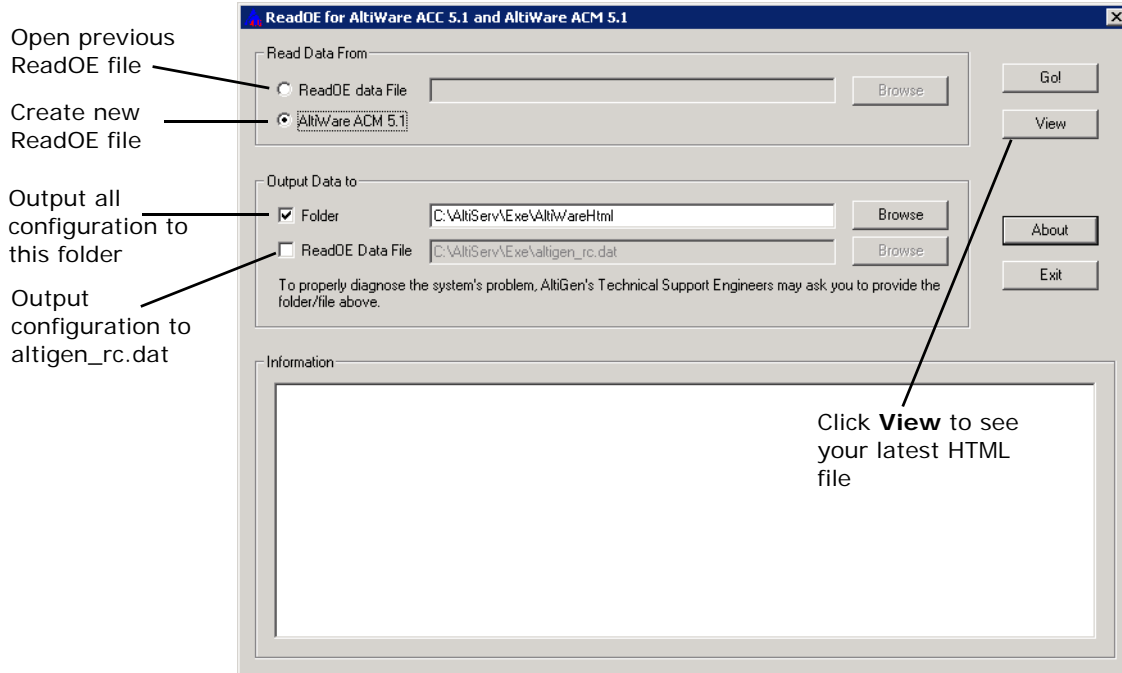 ReadOE for AltiWare ACC 5.1 and AltiWare ACM 5.1
Open previous
ReadOE file
Create new
ReadOE file
Output all
configuration to
this folder
Output
configuration to
altigen_rc.dat
Read Data From
ReadOE data File
Browse
AltiWare ACM 5.1
Output Data to
Folder
C:\AltiServ\Exe\AltiWareHtml
Browse
ReadOE Data File
C:\AltiServ\Exe\altigen_rc.dat
Browse
To properly diagnose the system's problem, AltiGen's Technical Support Engineers may ask you to provide the
folder/file above.
Go!
View
About
Exit
Information
Click View to see
your latest HTML
file